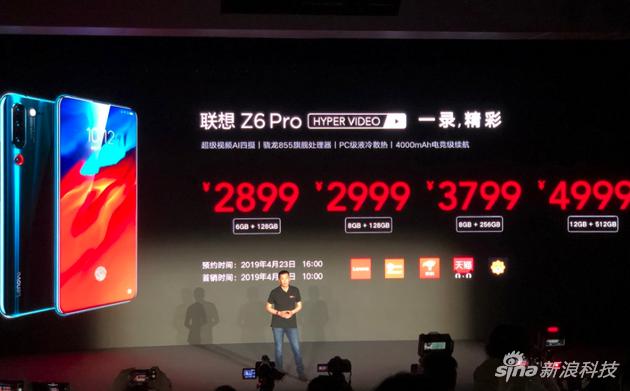 联想 Z6 Pro HYPER VIDEO 一录,精彩
超级视频AI四摄 | 骁龙855旗舰处理器 | PC级液冷散热 | 4000mAh电竞级续航
¥2899 ¥2999 ¥3799 ¥4999
6GB + 128GB 8GB + 128GB 8GB + 256GB 12GB + 512GB
预约时间：2019年4月23日 16:00
首销时间：2019年4月 0:00
Lenovo
天猫
10:12
Lenovo
sina新浪科技